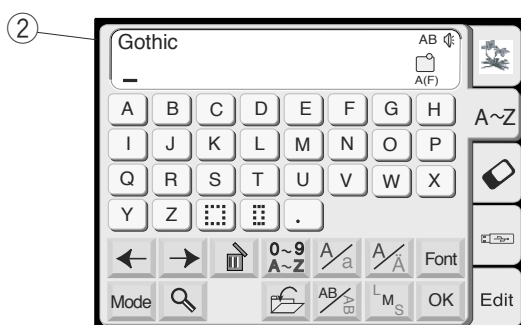 2
Gothic AB
_ A(F)
A B C D E F G H
I J K L M N O P
Q R S T U V W X
Y Z .
A~Z
0~9
A~Z A/a A/Ä Font
Mode AB/AB L M S OK Edit